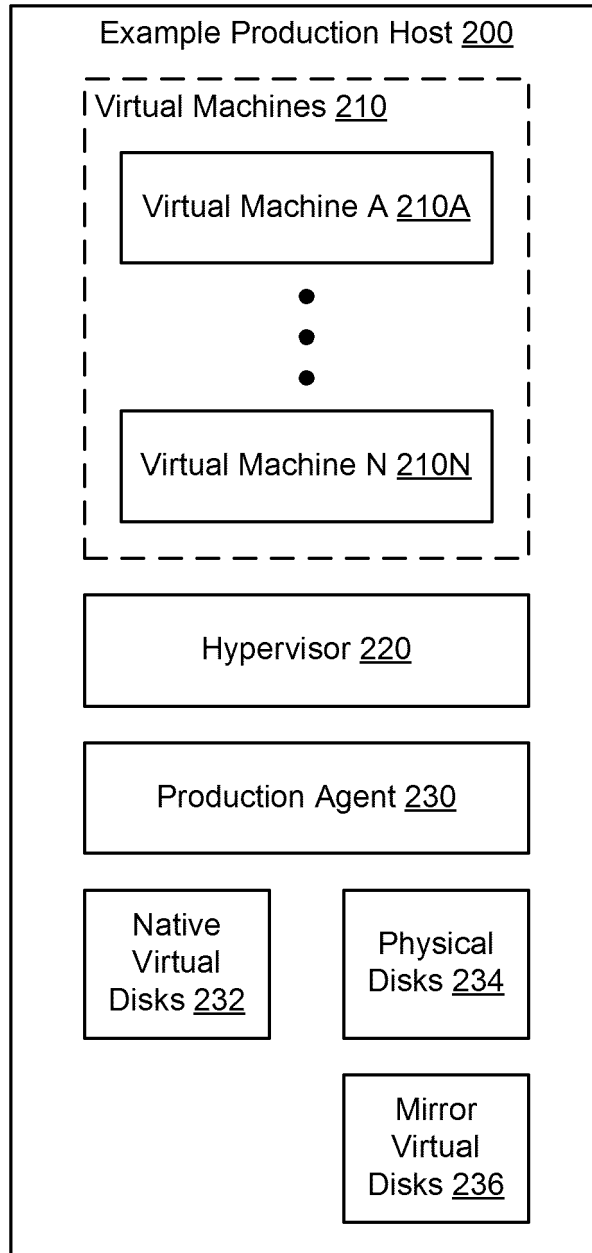 Example Production Host 200
Virtual Machines 210
Virtual Machine A 210A
Virtual Machine N 210N
Hypervisor 220
Production Agent 230
Native
Virtual
Disks 232
Physical
Disks 234
Mirror
Virtual
Disks 236